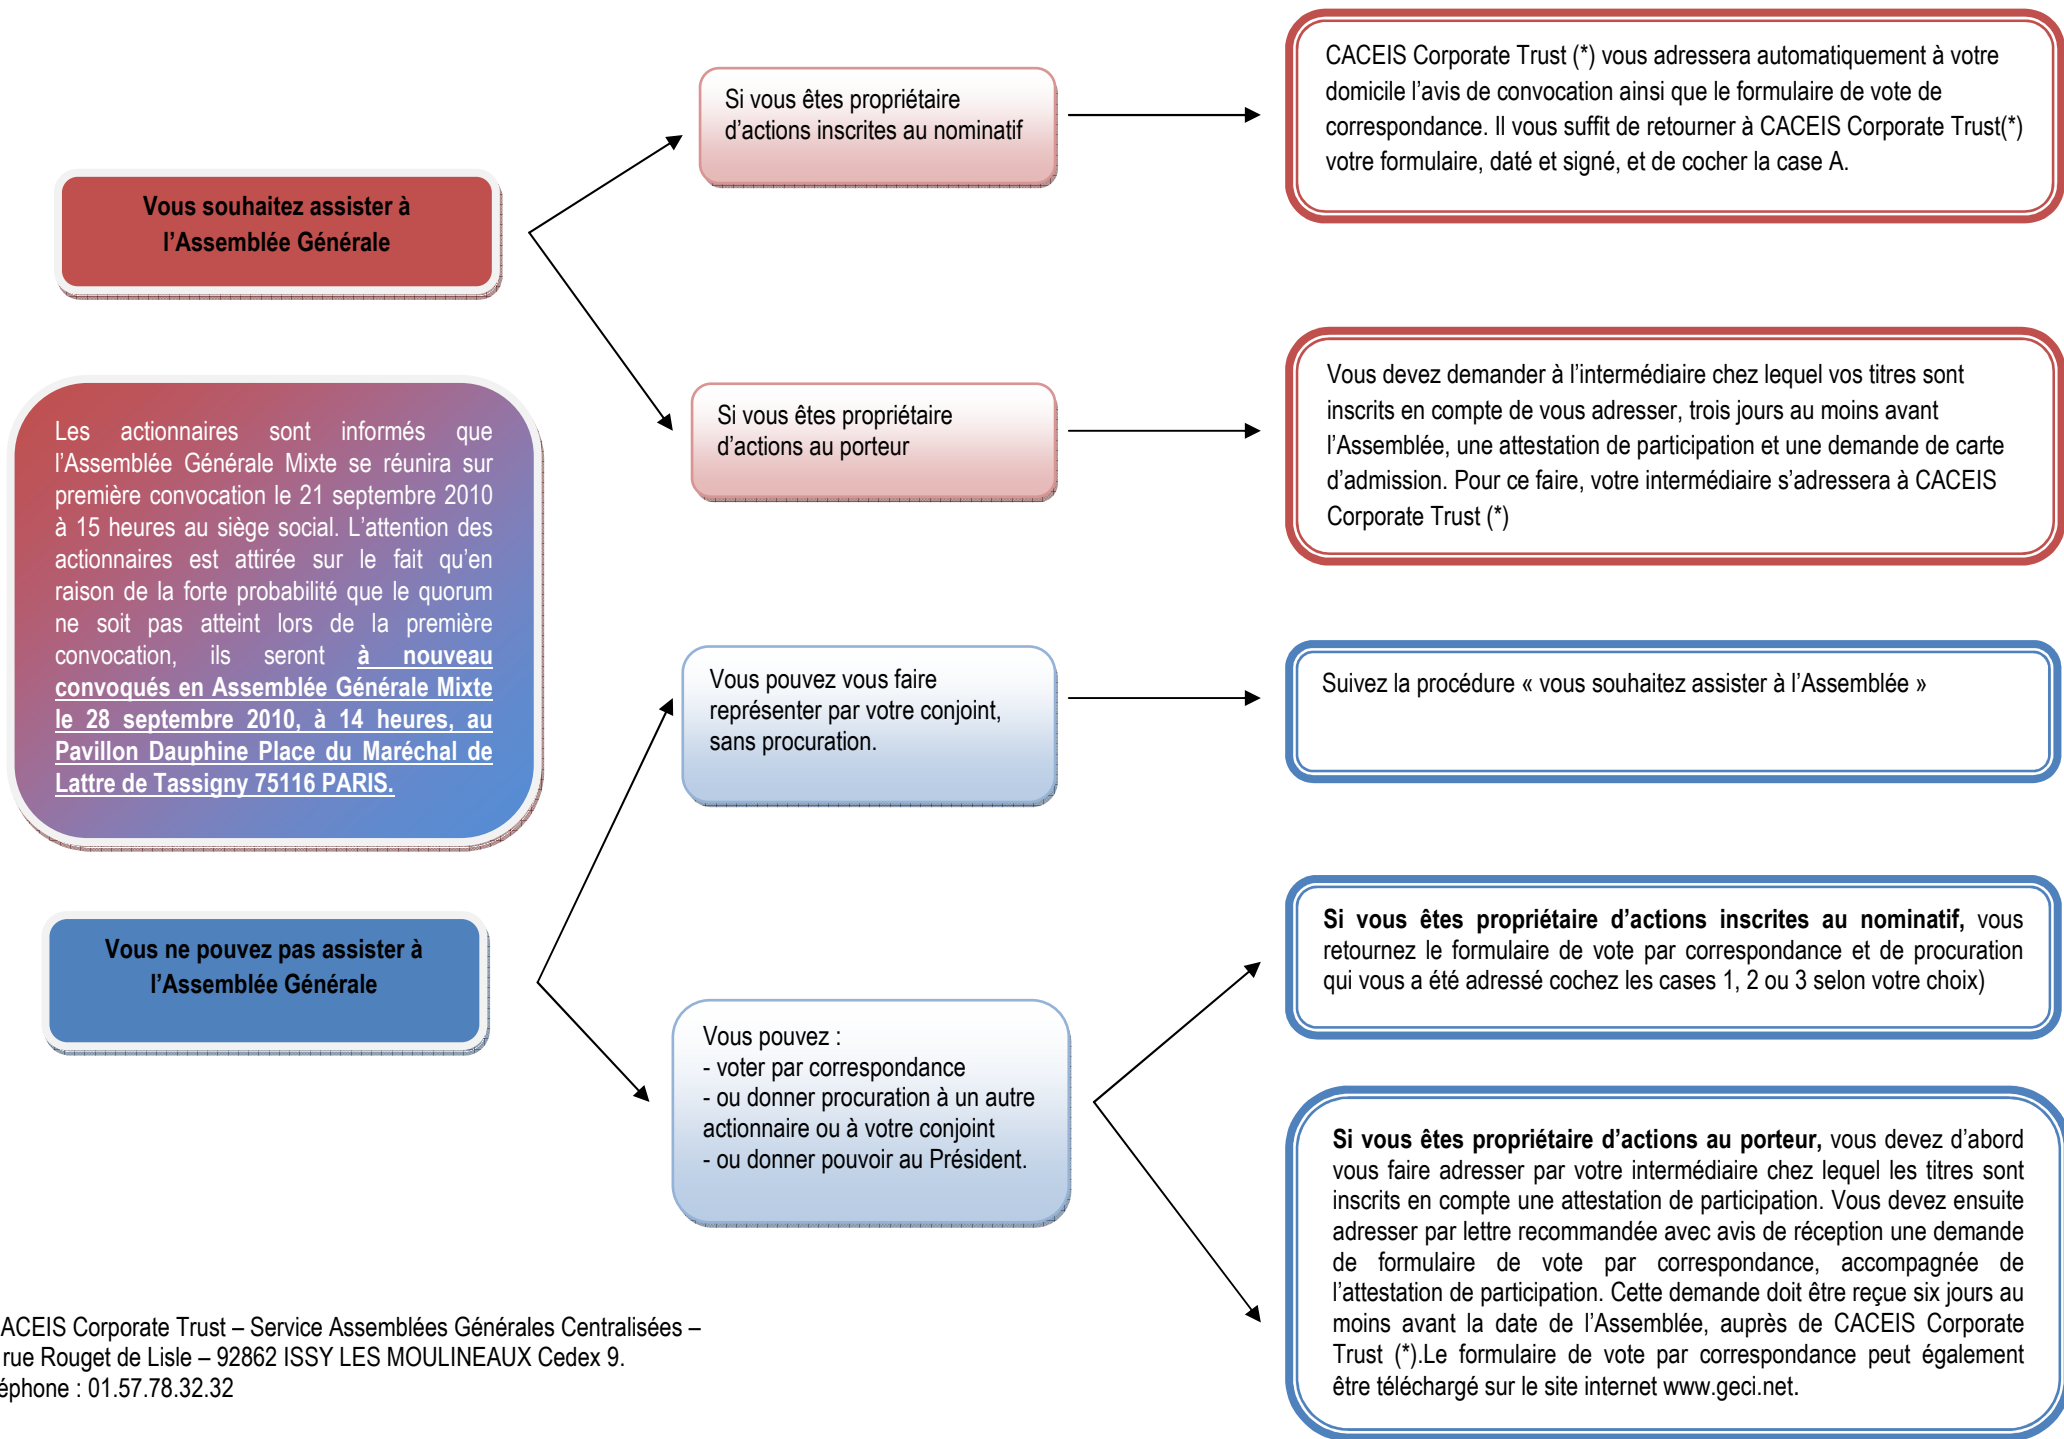 Vous souhaitez assister à
l'Assemblée Générale
Si vous êtes propriétaire
d'actions inscrites au nominatif
CACEIS Corporate Trust (*) vous adressera automatiquement à votre
domicile l'avis de convocation ainsi que le formulaire de vote de
correspondance. Il vous suffit de retourner à CACEIS Corporate Trust(*)
votre formulaire, daté et signé, et de cocher la case A.
Si vous êtes propriétaire
d'actions au porteur
Vous devez demander à l'intermédiaire chez lequel vos titres sont
inscrits en compte de vous adresser, trois jours au moins avant
l'Assemblée, une attestation de participation et une demande de carte
d'admission. Pour ce faire, votre intermédiaire s'adressera à CACEIS
Corporate Trust (*)
Les actionnaires sont informés que
l'Assemblée Générale Mixte se réunira sur
première convocation le 21 septembre 2010
à 15 heures au siège social. L'attention des
actionnaires est attirée sur le fait qu'en
raison de la forte probabilité que le quorum
ne soit pas atteint lors de la première
convocation, ils seront à nouveau
convoqués en Assemblée Générale Mixte
le 28 septembre 2010, à 14 heures, au
Pavillon Dauphine Place du Maréchal de
Lattre de Tassigny 75116 PARIS.
Vous ne pouvez pas assister à
l'Assemblée Générale
Vous pouvez vous faire
représenter par votre conjoint,
sans procuration.
Suivez la procédure « vous souhaitez assister à l'Assemblée »
Vous pouvez :
- voter par correspondance
- ou donner procuration à un autre
actionnaire ou à votre conjoint
- ou donner pouvoir au Président.
Si vous êtes propriétaire d'actions inscrites au nominatif, vous
retournez le formulaire de vote par correspondance et de procuration
qui vous a été adressé cochez les cases 1, 2 ou 3 selon votre choix)
Si vous êtes propriétaire d'actions au porteur, vous devez d'abord
vous faire adresser par votre intermédiaire chez lequel les titres sont
inscrits en compte une attestation de participation. Vous devez ensuite
adresser par lettre recommandée avec avis de réception une demande
de formulaire de vote par correspondance, accompagnée de
l'attestation de participation. Cette demande doit être reçue six jours au
moins avant la date de l'Assemblée, auprès de CACEIS Corporate
Trust (*).Le formulaire de vote par correspondance peut également
être téléchargé sur le site internet www.geci.net.
ACEIS Corporate Trust – Service Assemblées Générales Centralisées –
rue Rouget de Lisle – 92862 ISSY LES MOULINEAUX Cedex 9.
éphone : 01.57.78.32.32